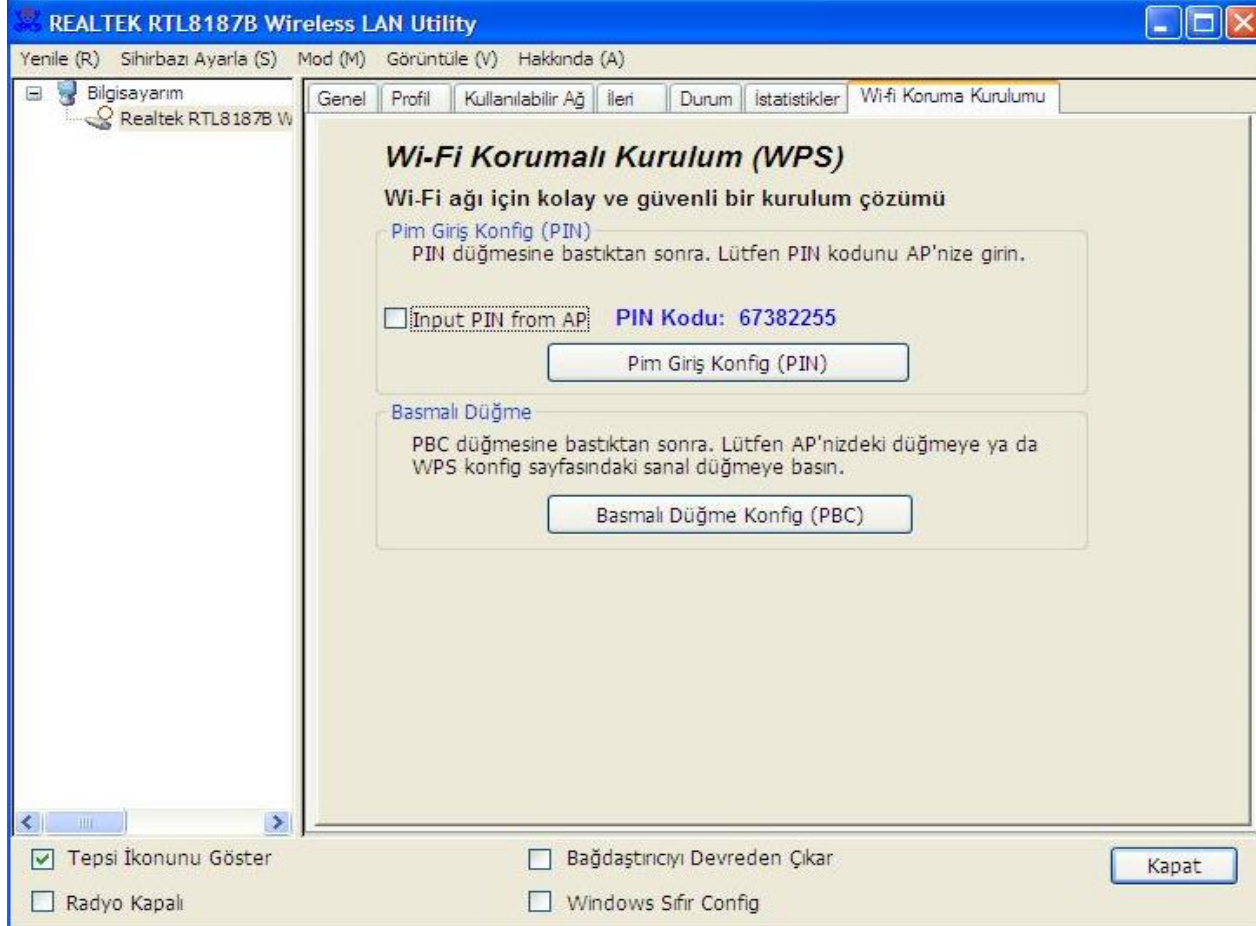 REALTEK RTL8187B Wireless LAN Utility
Yenile (R) Sihirbazı Ayarla (S) Mod (M) Görüntüle (V) Hakkında (A)
Bilgisayarım
Realtek RTL8187B W
Genel Profil Kullanılabilir Ağ İleri Durum İstatistikler Wi-fi Koruma Kurulumu
Wi-Fi Korumalı Kurulum (WPS)
Wi-Fi ağı için kolay ve güvenli bir kurulum çözümü
Pim Giriş Konfig (PIN)
PIN düğmesine bastıktan sonra. Lütfen PIN kodunu AP'nize girin.
Input PIN from AP PIN Kodu: 67382255
Pim Giriş Konfig (PIN)
Basmalı Düğme
PBC düğmesine bastıktan sonra. Lütfen AP'nizdeki düğmeye ya da
WPS konfig sayfasındaki sanal düğmeye basın.
Basmalı Düğme Konfig (PBC)
Tepsi İkonunu Göster Bağdaştırıcıyı Devreden Çıkar Kapat
Radyo Kapalı Windows Sıfır Config